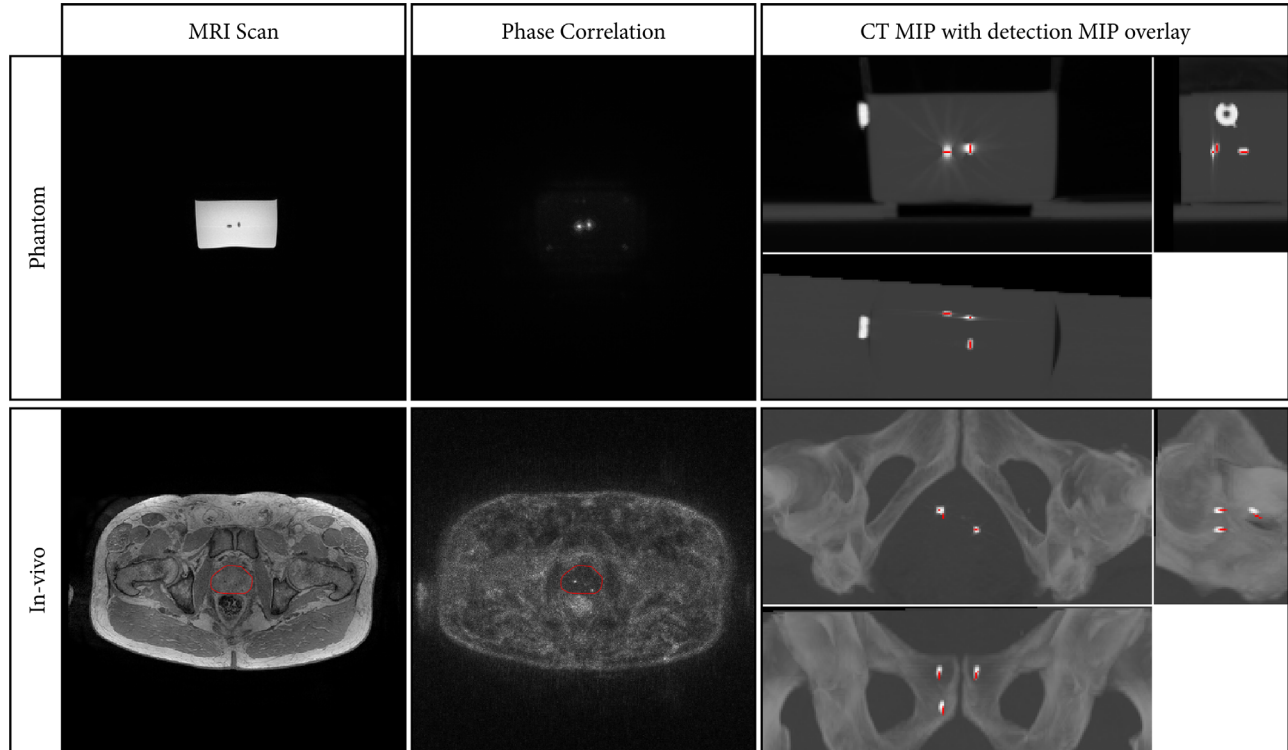 MRI Scan
Phase Correlation
CT MIP with detection MIP overlay
Phantom
In-vivo